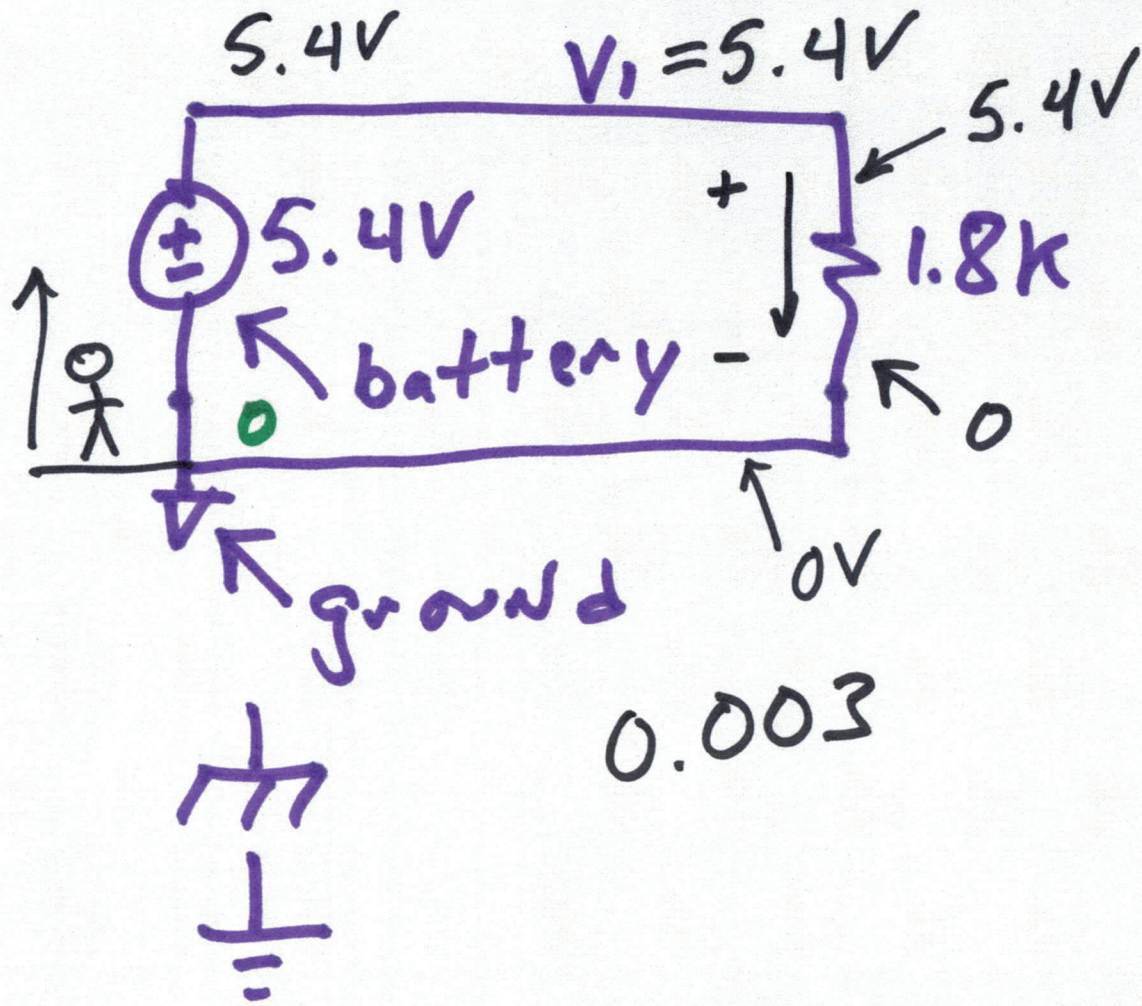 5.4V
V1 = 5.4V
5.4V
+
+
-
5.4V
1.8K
battery
-
0
0
0V
ground
0.003